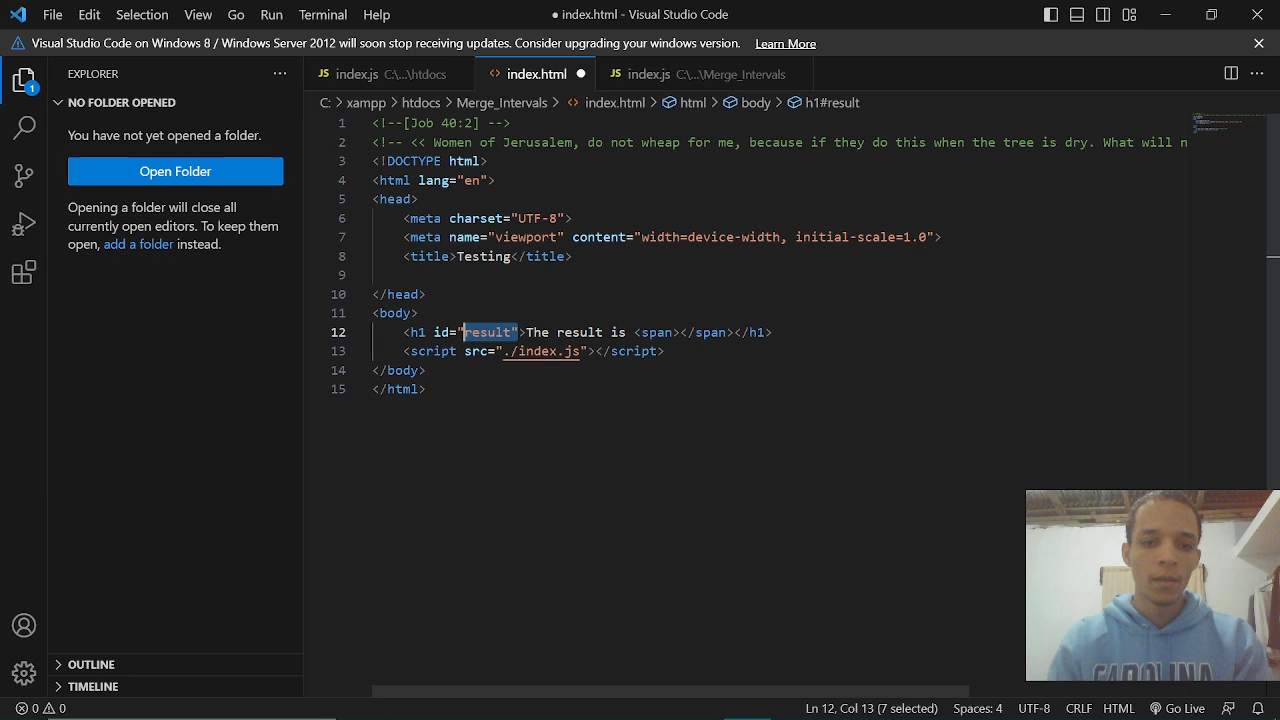 File Edit Selection View Go Run Terminal Help ● index.html - Visual Studio Code
Visual Studio Code on Windows 8 / Windows Server 2012 will soon stop receiving updates. Consider upgrading your windows version. Learn More
EXPLORER ···
JS index.js C:\...\htdocs <> index.html ● JS index.js C:\...\Merge_Intervals ···
NO FOLDER OPENED
C: > xampp > htdocs > Merge_Intervals > <> index.html > html > body > h1#result
You have not yet opened a folder.
Open Folder
Opening a folder will close all
currently open editors. To keep them
open, add a folder instead.
1 <!--[Job 40:2] -->
2 <!-- << Women of Jerusalem, do not wheap for me, because if they do this when the tree is dry. What will n
3 <!DOCTYPE html>
4 <html lang="en">
5 <head>
6 <meta charset="UTF-8">
7 <meta name="viewport" content="width=device-width, initial-scale=1.0">
8 <title>Testing</title>
9
10 </head>
11 <body>
12 <h1 id="result">The result is <span></span></h1>
13 <script src="./index.js"></script>
14 </body>
15 </html>
1
OUTLINE
TIMELINE
CAROLINA
0 0 Ln 12, Col 13 (7 selected) Spaces: 4 UTF-8 CRLF HTML Go Live